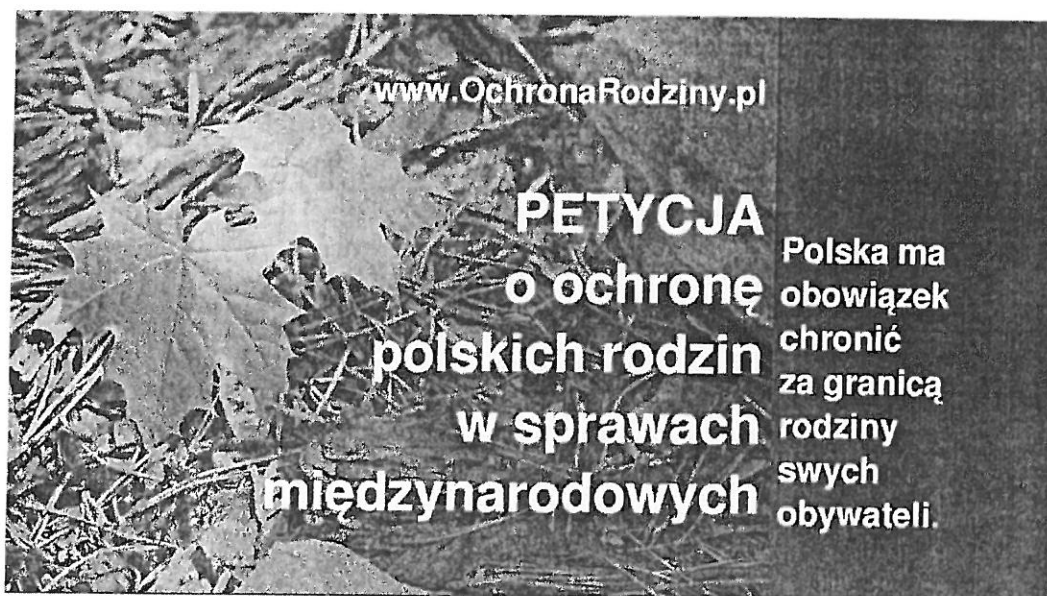 www.OchronaRodziny.pl
PETYCJA
o ochronę
polskich rodzin
w sprawach
międzynarodowych
Polska ma
obowiązek
chronić
za granicą
rodziny
swych
obywateli.